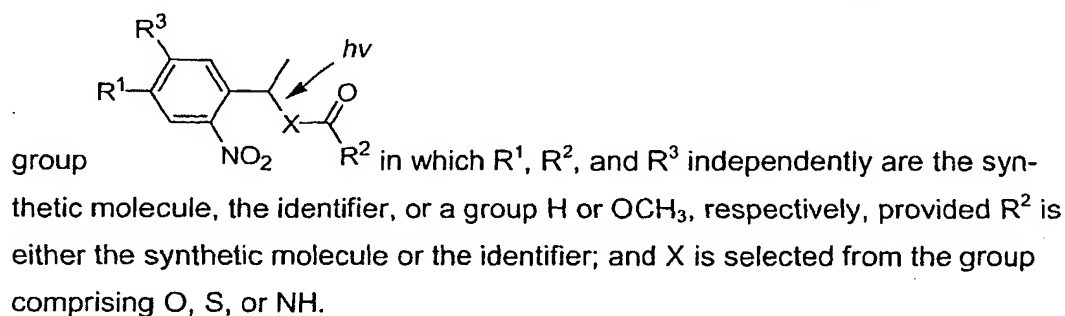 R³
hν
R¹
O
X
NO₂
R²
group in which R¹, R², and R³ independently are the syn-
thetic molecule, the identifier, or a group H or OCH₃, respectively, provided R² is
either the synthetic molecule or the identifier; and X is selected from the group
comprising O, S, or NH.